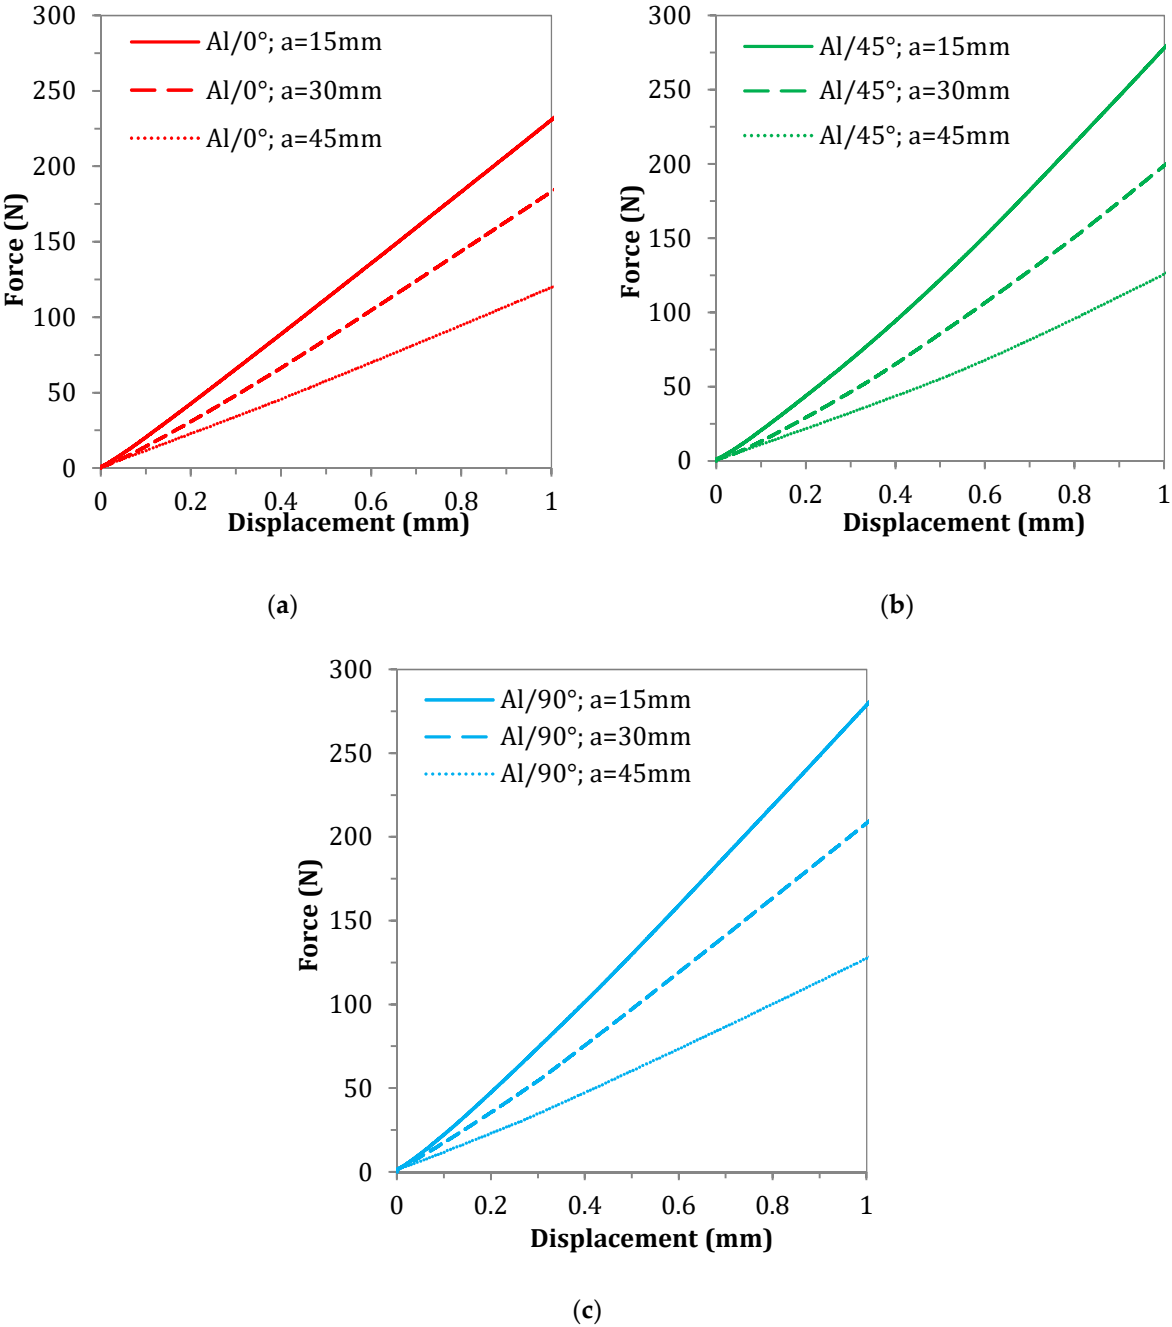 300
250
200
150
100
50
0
Force (N)
Al/0°; a=15mm
Al/0°; a=30mm
Al/0°; a=45mm
0 0.2 0.4 0.6 0.8 1
Displacement (mm)
(a)
300
250
200
150
100
50
0
Force (N)
Al/45°; a=15mm
Al/45°; a=30mm
Al/45°; a=45mm
0 0.2 0.4 0.6 0.8 1
Displacement (mm)
(b)
300
250
200
150
100
50
0
Force (N)
Al/90°; a=15mm
Al/90°; a=30mm
Al/90°; a=45mm
0 0.2 0.4 0.6 0.8 1
Displacement (mm)
(c)